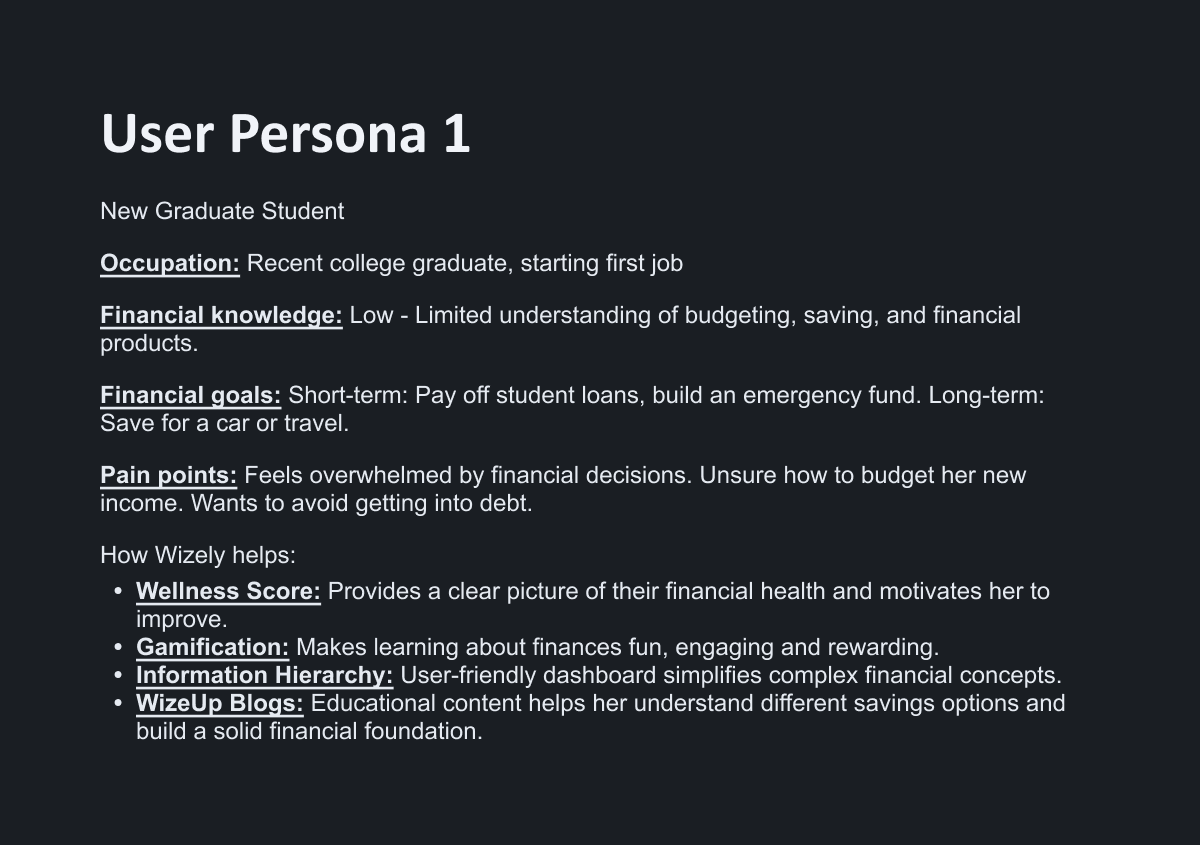 User Persona 1
New Graduate Student
Occupation: Recent college graduate, starting first job
Financial knowledge: Low - Limited understanding of budgeting, saving, and financial
products.
Financial goals: Short-term: Pay off student loans, build an emergency fund. Long-term:
Save for a car or travel.
Pain points: Feels overwhelmed by financial decisions. Unsure how to budget her new
income. Wants to avoid getting into debt.
How Wizely helps:
• Wellness Score: Provides a clear picture of their financial health and motivates her to
improve.
• Gamification: Makes learning about finances fun, engaging and rewarding.
• Information Hierarchy: User-friendly dashboard simplifies complex financial concepts.
• WizeUp Blogs: Educational content helps her understand different savings options and
build a solid financial foundation.